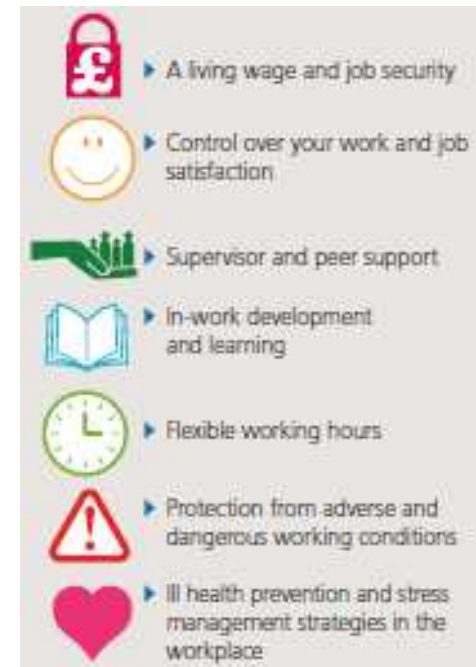 £
A living wage and job security
Control over your work and job
satisfaction
Supervisor and peer support
In-work development
and learning
Flexible working hours
!
Protection from adverse and
dangerous working conditions
Ill health prevention and stress
management strategies in the
workplace